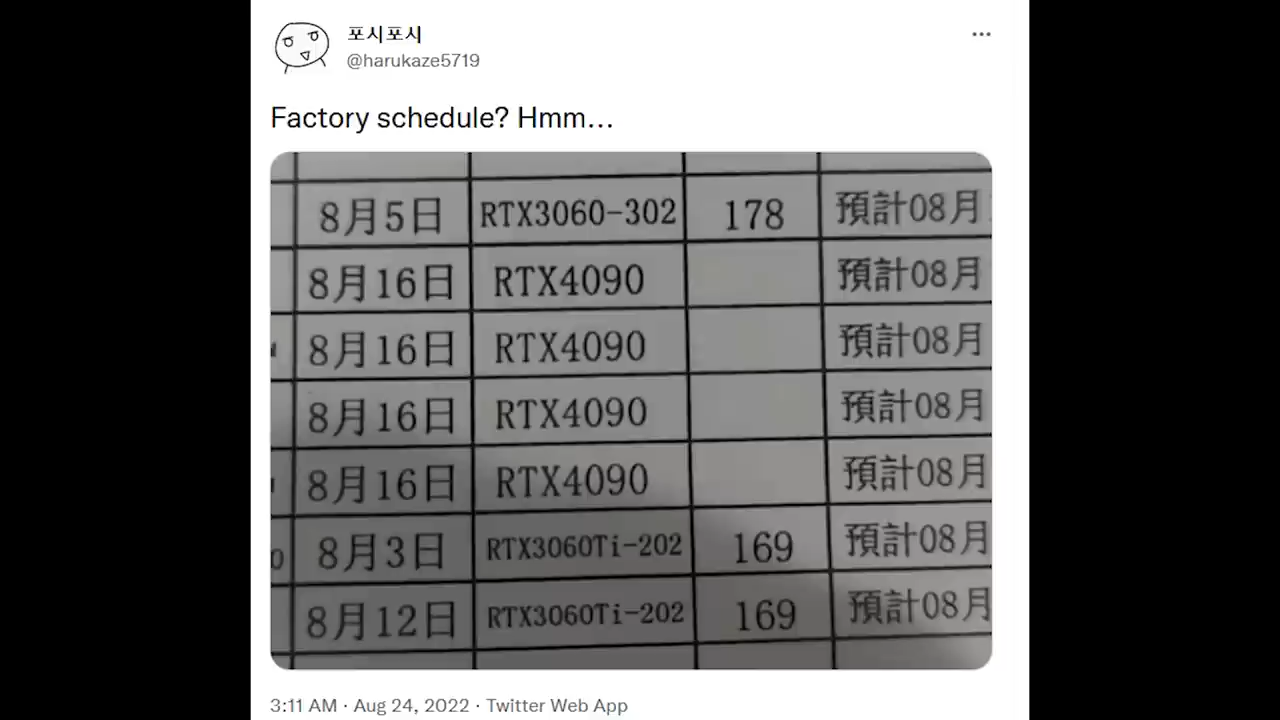 포시포시
@harukaze5719
Factory schedule? Hmm...
8月5日 RTX3060-302 178 預計08月
8月16日 RTX4090 預計08月
8月16日 RTX4090 預計08月
8月16日 RTX4090 預計08月
8月16日 RTX4090 預計08月
8月3日 RTX3060Ti-202 169 預計08月
8月12日 RTX3060Ti-202 169 預計08月
3:11 AM · Aug 24, 2022 · Twitter Web App